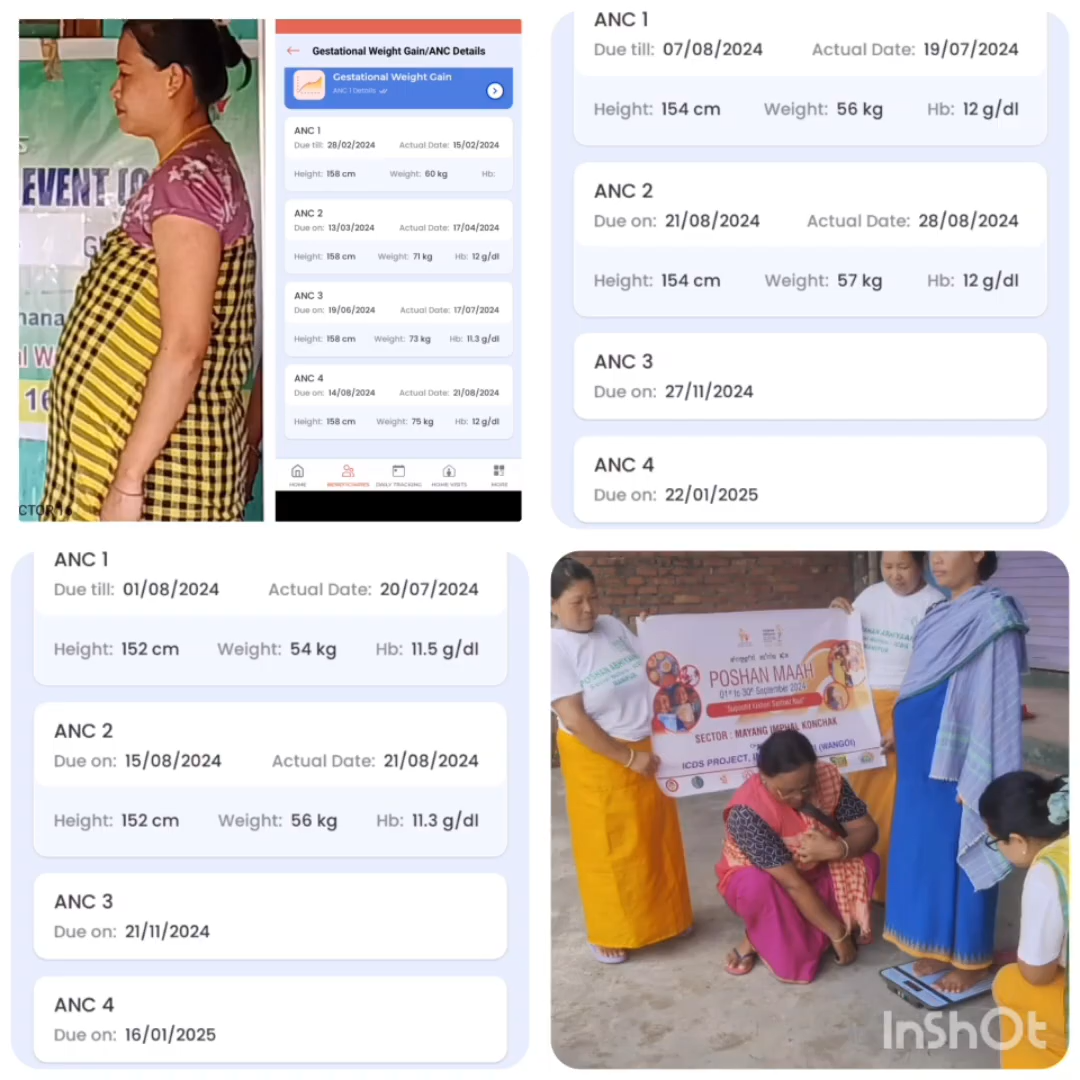 EVENT
CTOR 16
Gestational Weight Gain/ANC Details
Gestational Weight Gain
ANC 1 Details
ANC 1
Due till: 28/02/2024 Actual Date: 15/02/2024
Height: 158 cm Weight: 60 kg Hb:
ANC 2
Due on: 13/03/2024 Actual Date: 17/04/2024
Height: 158 cm Weight: 71 kg Hb: 12 g/dl
ANC 3
Due on: 19/06/2024 Actual Date: 17/07/2024
Height: 158 cm Weight: 73 kg Hb: 11.3 g/dl
ANC 4
Due on: 14/08/2024 Actual Date: 21/08/2024
Height: 158 cm Weight: 75 kg Hb: 12 g/dl
HOME BENEFICIARIES DAILY TRACKING HOME VISITS MORE
ANC 1
Due till: 07/08/2024 Actual Date: 19/07/2024
Height: 154 cm Weight: 56 kg Hb: 12 g/dl
ANC 2
Due on: 21/08/2024 Actual Date: 28/08/2024
Height: 154 cm Weight: 57 kg Hb: 12 g/dl
ANC 3
Due on: 27/11/2024
ANC 4
Due on: 22/01/2025
ANC 1
Due till: 01/08/2024 Actual Date: 20/07/2024
Height: 152 cm Weight: 54 kg Hb: 11.5 g/dl
ANC 2
Due on: 15/08/2024 Actual Date: 21/08/2024
Height: 152 cm Weight: 56 kg Hb: 11.3 g/dl
ANC 3
Due on: 21/11/2024
ANC 4
Due on: 16/01/2025
POSHAN ABHIYAAN
POSHAN MAAH
01st to 30th September 2024
SECTOR : MAYANG IMPHAL KONCHAK
(WANGOI)
ICDS PROJECT,
InShOt